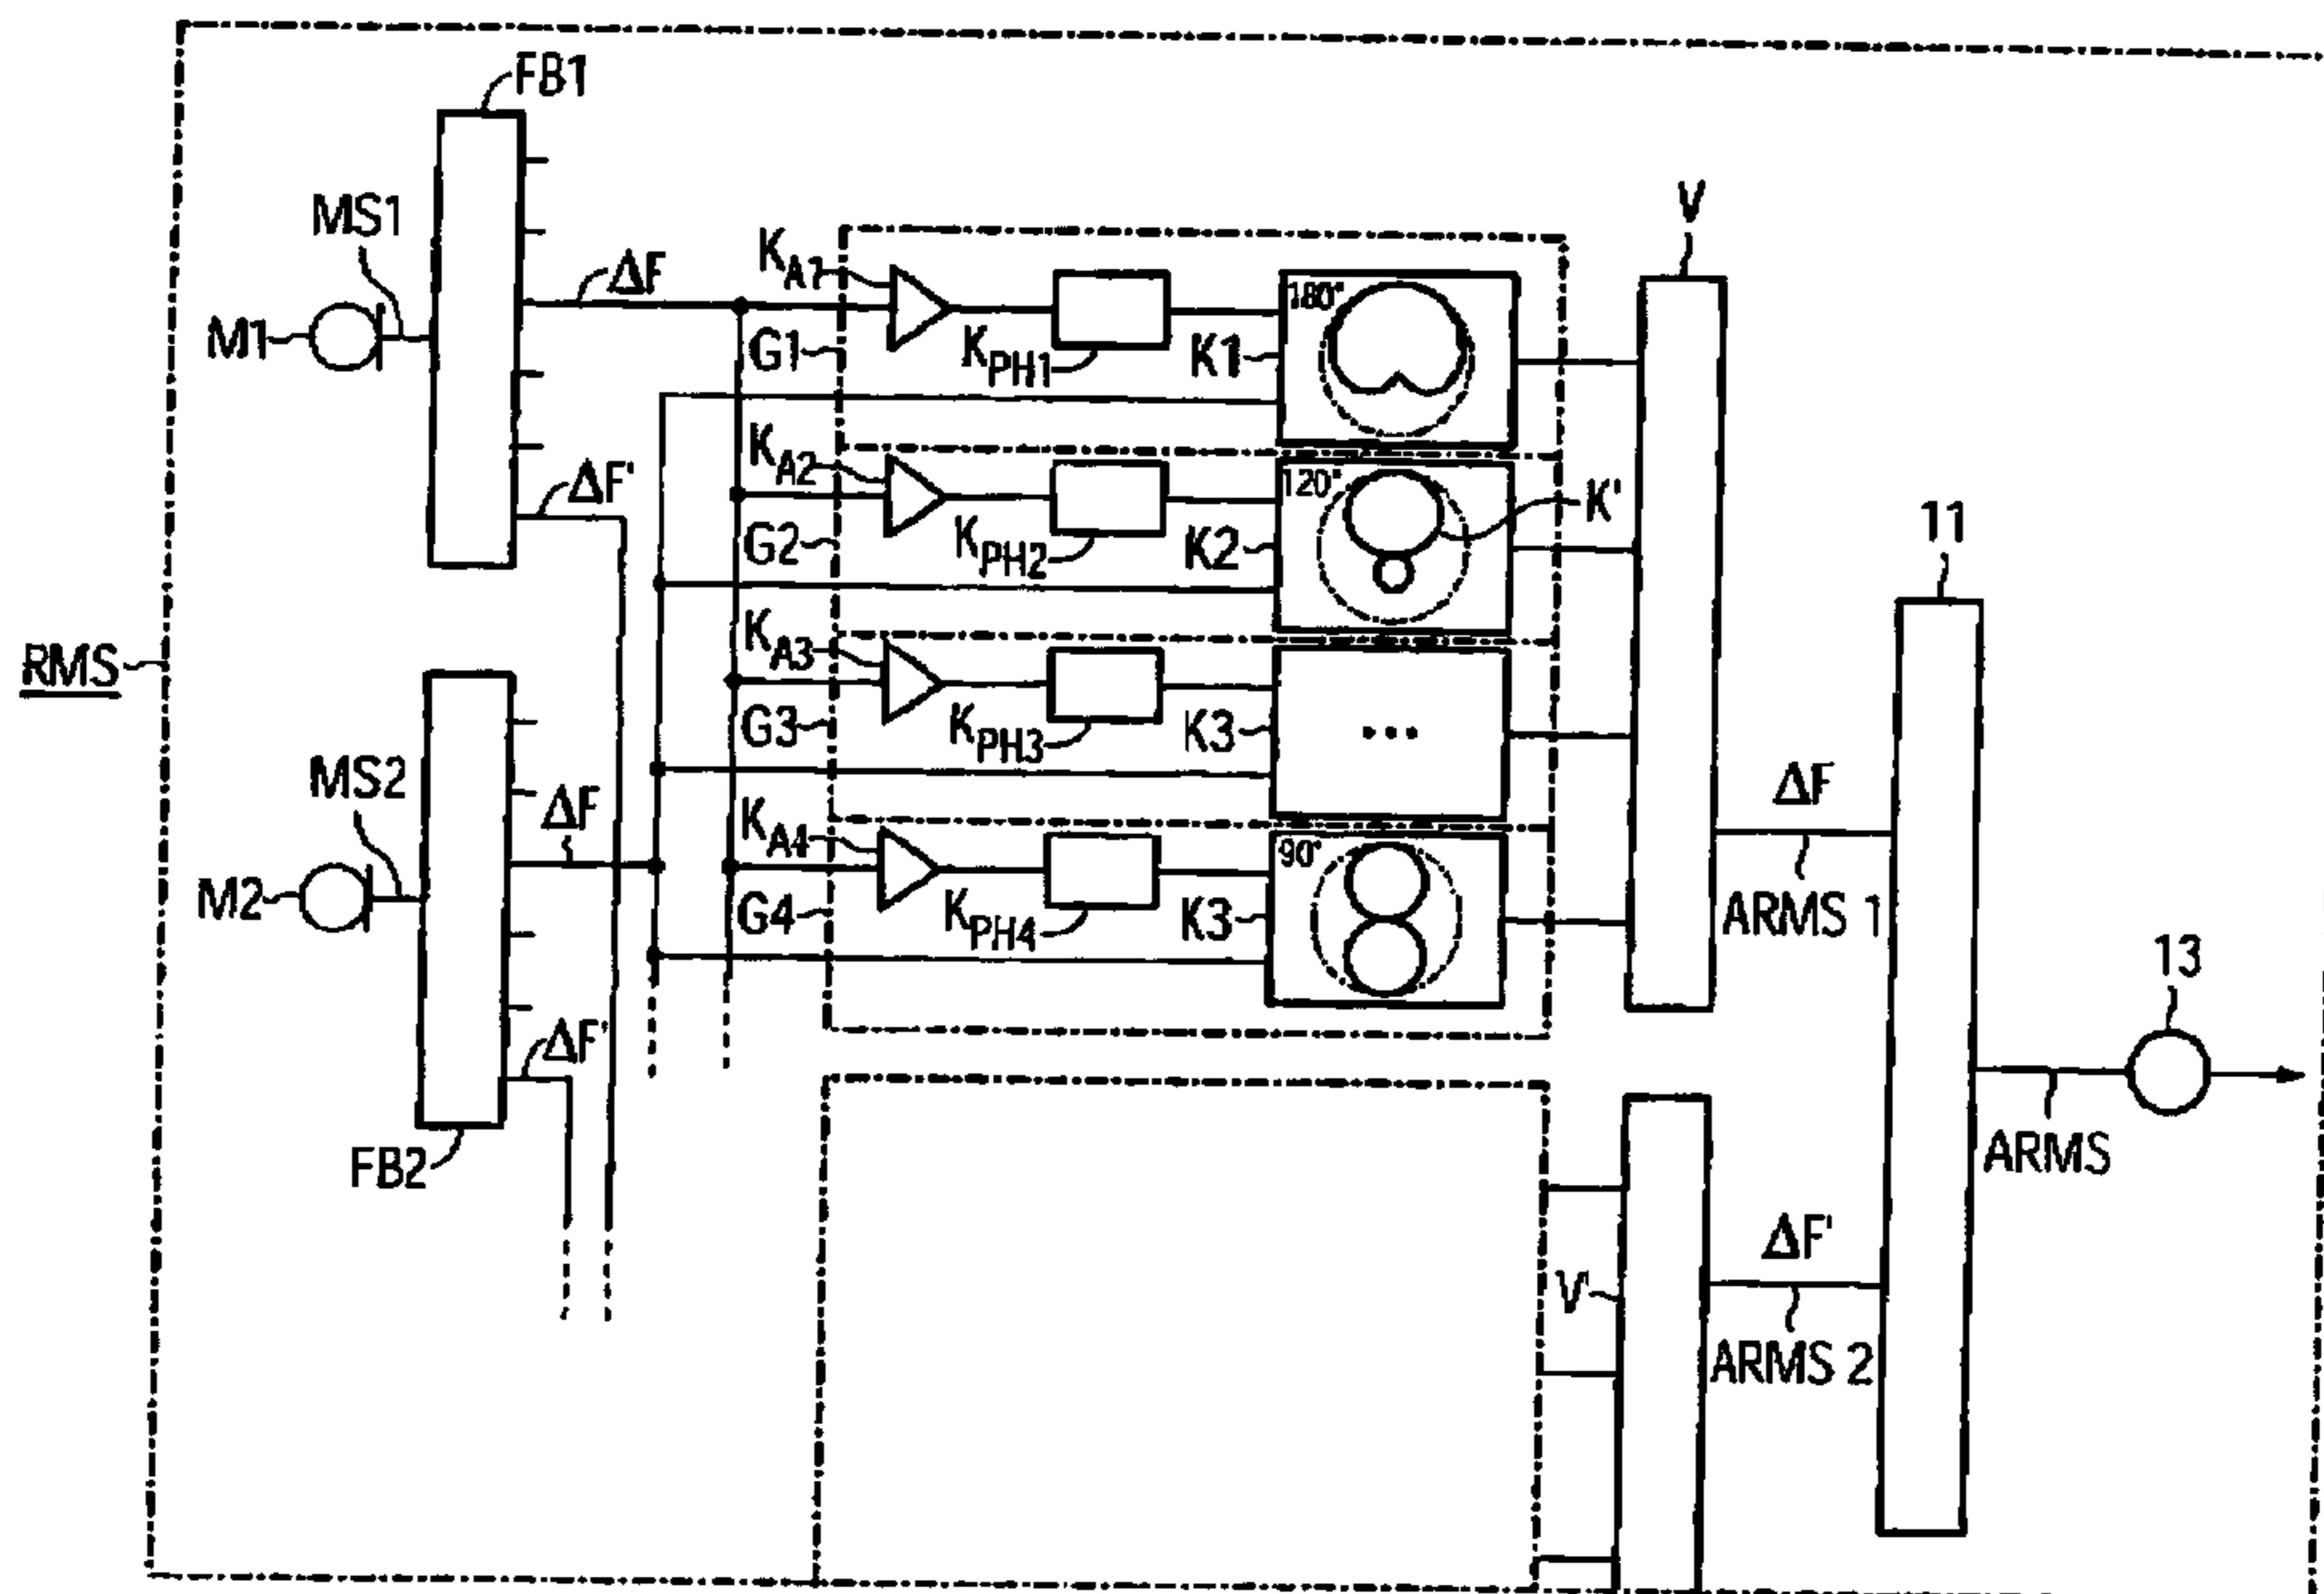 FB1
MS1
M1
ΔF
ΔF'
KA1
G1
KPH1
K1
180°
V
KA2
G2
KPH2
K2
120°
K'
11
RMS
KA3
G3
KPH3
K3
...
MS2
M2
ΔF
ΔF'
FB2
KA4
G4
KPH4
K3
90°
ΔF
ARMS 1
13
ARMS
V'
ΔF'
ARMS 2